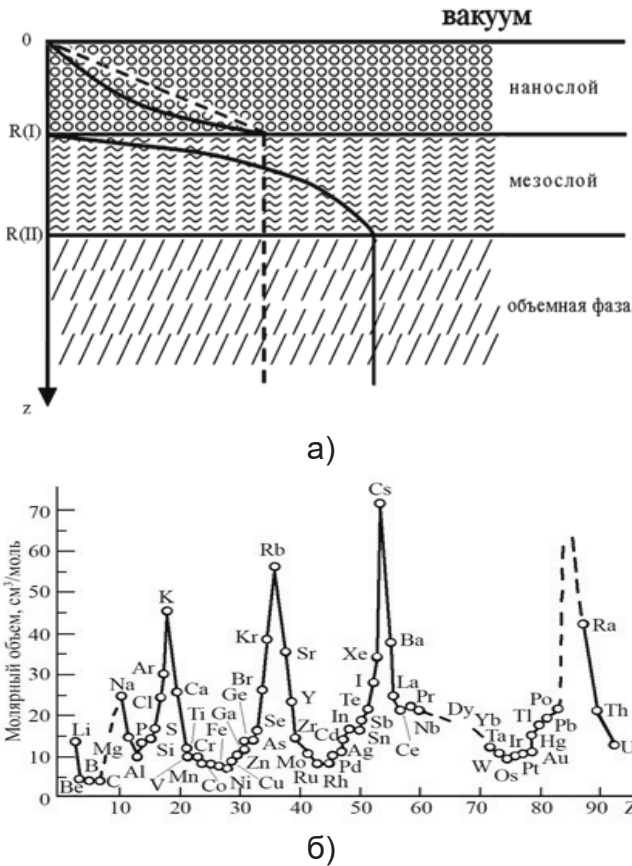 вакуум
0
нанослой
R(I)
мезослой
R(II)
объемная фаза
z
а)
Молярный объем, см³/моль
70
60
50
40
30
20
10
0
10 20 30 40 50 60 70 80 90 Z
Li
Be
B
C
Na
Mg
Al
P
Si
S
Cl
Ar
K
Ca
Ti
V
Cr
Mn
Fe
Co
Ni
Cu
Zn
Ga
Ge
As
Se
Br
Kr
Rb
Sr
Y
Zr
Mo
Ru
Rh
Pd
Ag
Cd
In
Sn
Sb
Te
I
Xe
Cs
Ba
La
Ce
Pr
Nb
Dy
Yb
Ta
W
Os
Ir
Pt
Au
Hg
Tl
Pb
Po
Ra
Th
U
б)